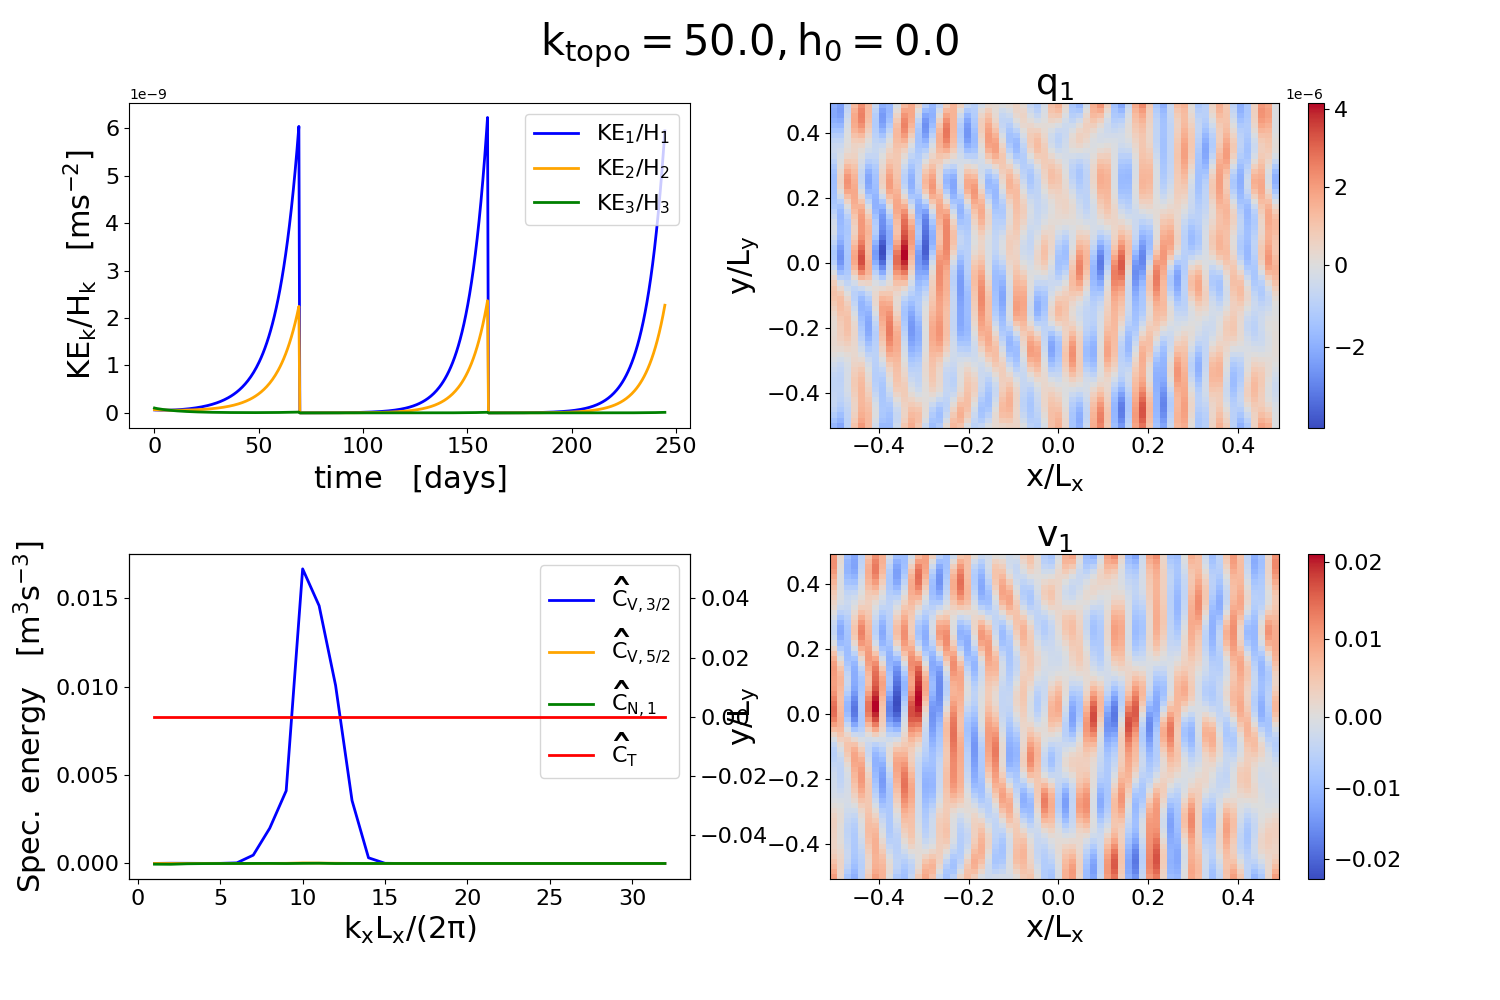 k_topo = 50.0, h_0 = 0.0
1e−9
KE_k/H_k [ms^−2]
6
5
4
3
2
1
0
KE_1/H_1
KE_2/H_2
KE_3/H_3
0 50 100 150 200 250
time [days]
q_1
1e−6
y/L_y
0.4
0.2
0.0
−0.2
−0.4
−0.4 −0.2 0.0 0.2 0.4
x/L_x
4
2
0
−2
Spec. energy [m^3s^−3]
0.015
0.010
0.005
0.000
Ĉ_V,3/2
Ĉ_V,5/2
Ĉ_N,1
Ĉ_T
0.04
0.02
0.00
−0.02
−0.04
0 5 10 15 20 25 30
k_xL_x/(2π)
v_1
y/L_y
0.4
0.2
0.0
−0.2
−0.4
−0.4 −0.2 0.0 0.2 0.4
x/L_x
0.02
0.01
0.00
−0.01
−0.02